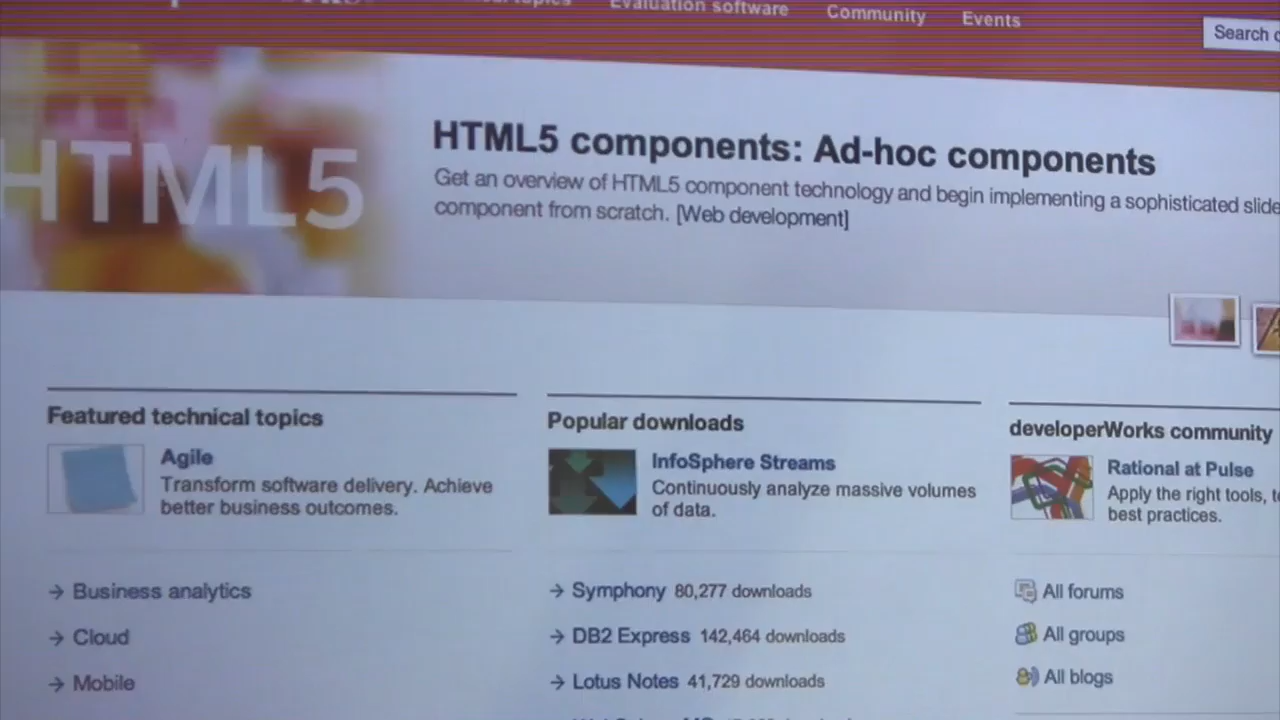 Evaluation software
Community
Events
Search
HTML5
HTML5 components: Ad-hoc components
Get an overview of HTML5 component technology and begin implementing a sophisticated slide
component from scratch. [Web development]
Featured technical topics
Agile
Transform software delivery. Achieve
better business outcomes.
→ Business analytics
→ Cloud
→ Mobile
Popular downloads
InfoSphere Streams
Continuously analyze massive volumes
of data.
→ Symphony 80,277 downloads
→ DB2 Express 142,464 downloads
→ Lotus Notes 41,729 downloads
developerWorks community
Rational at Pulse
Apply the right tools,
best practices.
All forums
All groups
All blogs